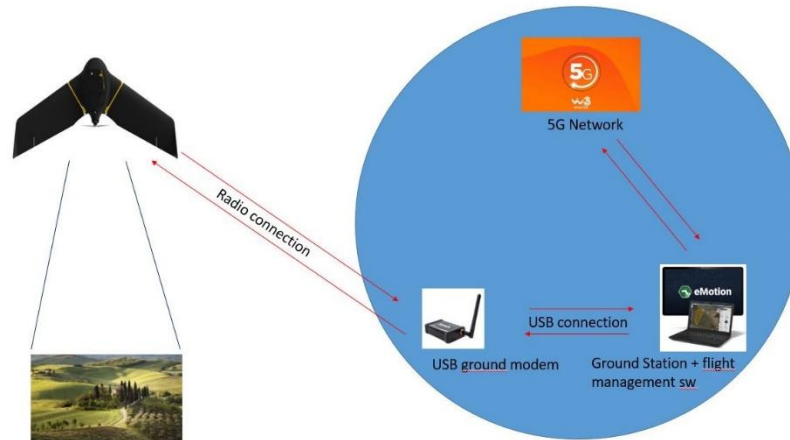 5G
W3
5G Network
Radio connection
eMotion
USB connection
USB ground modem
Ground Station + flight
management sw